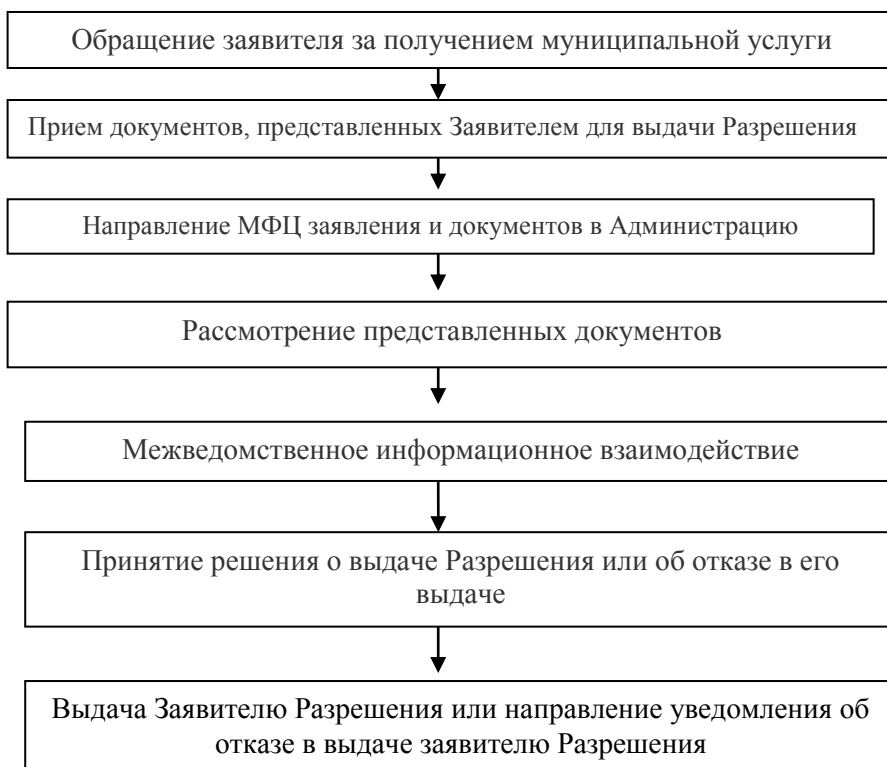 Обращение заявителя за получением муниципальной услуги
Прием документов, представленных Заявителем для выдачи Разрешения
Направление МФЦ заявления и документов в Администрацию
Рассмотрение представленных документов
Межведомственное информационное взаимодействие
Принятие решения о выдаче Разрешения или об отказе в его
выдаче
Выдача Заявителю Разрешения или направление уведомления об
отказе в выдаче заявителю Разрешения